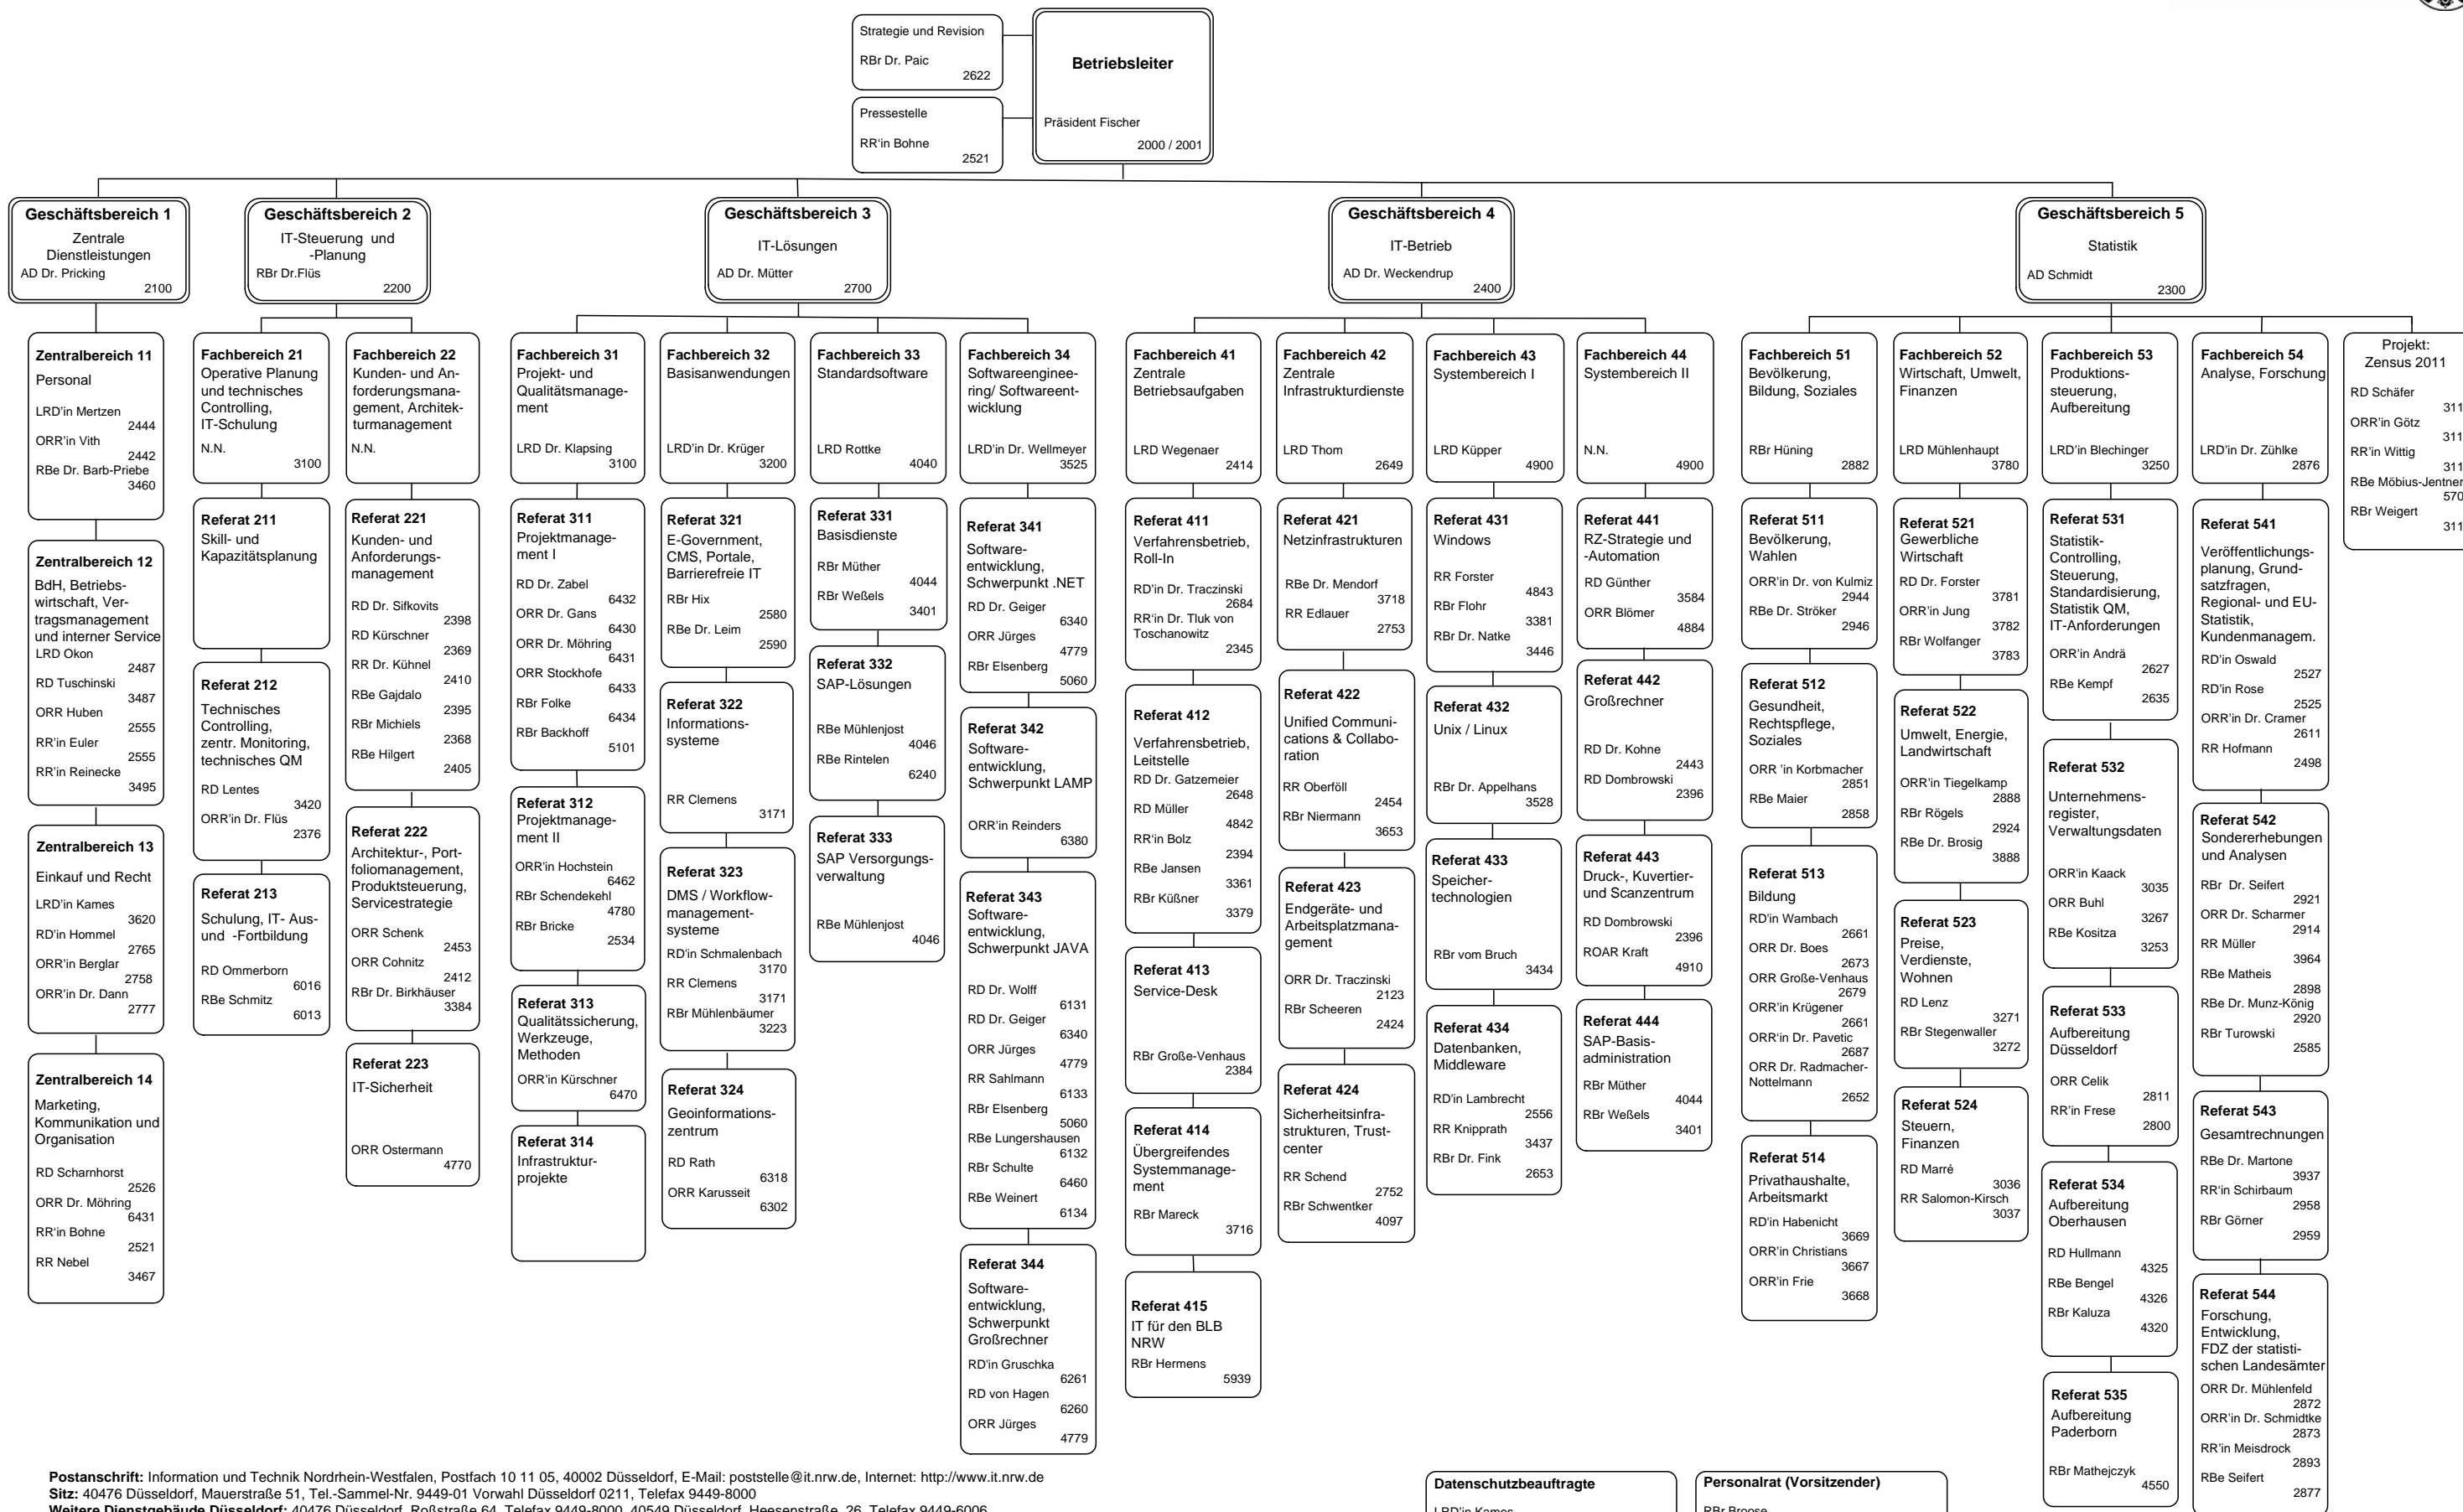 Strategie und Revision
RBr Dr. Paic
2622
Pressestelle
RR'in Bohne
2521
Betriebsleiter
Präsident Fischer
2000 / 2001
Geschäftsbereich 1
Zentrale
Dienstleistungen
AD Dr. Pricking
2100
Geschäftsbereich 2
IT-Steuerung und
-Planung
RBr Dr.Flüs
2200
Geschäftsbereich 3
IT-Lösungen
AD Dr. Mütter
2700
Geschäftsbereich 4
IT-Betrieb
AD Dr. Weckendrup
2400
Geschäftsbereich 5
Statistik
AD Schmidt
2300
Zentralbereich 11
Personal
LRD'in Mertzen
2444
ORR'in Vith
2442
RBe Dr. Barb-Priebe
3460
Zentralbereich 12
BdH, Betriebs-
wirtschaft, Ver-
tragsmanagement
und interner Service
LRD Okon
2487
RD Tuschinski
3487
ORR Huben
2555
RR'in Euler
2555
RR'in Reinecke
3495
Zentralbereich 13
Einkauf und Recht
LRD'in Kames
3620
RD'in Hommel
2765
ORR'in Berglar
2758
ORR'in Dr. Dann
2777
Zentralbereich 14
Marketing,
Kommunikation und
Organisation
RD Scharnhorst
2526
ORR Dr. Möhring
6431
RR'in Bohne
2521
RR Nebel
3467
Fachbereich 21
Operative Planung
und technisches
Controlling,
IT-Schulung
N.N.
3100
Referat 211
Skill- und
Kapazitätsplanung
Referat 212
Technisches
Controlling,
zentr. Monitoring,
technisches QM
RD Lentes
3420
ORR'in Dr. Flüs
2376
Referat 213
Schulung, IT- Aus-
und -Fortbildung
RD Ommerborn
6016
RBe Schmitz
6013
Fachbereich 22
Kunden- und An-
forderungsmana-
gement, Architek-
turmanagement
N.N.
Referat 221
Kunden- und
Anforderungs-
management
RD Dr. Sifkovits
2398
RD Kürschner
2369
RR Dr. Kühnel
2410
RBe Gajdalo
2395
RBr Michiels
2368
RBe Hilgert
2405
Referat 222
Architektur-, Port-
foliomanagement,
Produktsteuerung,
Servicestrategie
ORR Schenk
2453
ORR Cohnitz
2412
RBr Dr. Birkhäuser
3384
Referat 223
IT-Sicherheit
ORR Ostermann
4770
Fachbereich 31
Projekt- und
Qualitätsmanage-
ment
LRD Dr. Klapsing
3100
Referat 311
Projektmanage-
ment I
RD Dr. Zabel
6432
ORR Dr. Gans
6430
ORR Dr. Möhring
6431
ORR Stockhofe
6433
RBr Folke
6434
RBr Backhoff
5101
Referat 312
Projektmanage-
ment II
ORR'in Hochstein
6462
RBr Schendekehl
4780
RBr Bricke
2534
Referat 313
Qualitätssicherung,
Werkzeuge,
Methoden
ORR'in Kürschner
6470
Referat 314
Infrastruktur-
projekte
Fachbereich 32
Basisanwendungen
LRD'in Dr. Krüger
3200
Referat 321
E-Government,
CMS, Portale,
Barrierefreie IT
RBr Hix
2580
RBe Dr. Leim
2590
Referat 322
Informations-
systeme
RR Clemens
3171
Referat 323
DMS / Workflow-
management-
systeme
RD'in Schmalenbach
3170
RR Clemens
3171
RBr Mühlenbäumer
3223
Referat 324
Geoinformations-
zentrum
RD Rath
6318
ORR Karusseit
6302
Fachbereich 33
Standardsoftware
LRD Rottke
4040
Referat 331
Basisdienste
RBr Müther
4044
RBr Weßels
3401
Referat 332
SAP-Lösungen
RBe Mühlenjost
4046
RBe Rintelen
6240
Referat 333
SAP Versorgungs-
verwaltung
RBe Mühlenjost
4046
Fachbereich 34
Softwareenginee-
ring/ Softwareent-
wicklung
LRD'in Dr. Wellmeyer
3525
Referat 341
Software-
entwicklung,
Schwerpunkt .NET
RD Dr. Geiger
6340
ORR Jürges
4779
RBr Elsenberg
5060
Referat 342
Software-
entwicklung,
Schwerpunkt LAMP
ORR'in Reinders
6380
Referat 343
Software-
entwicklung,
Schwerpunkt JAVA
RD Dr. Wolff
6131
RD Dr. Geiger
6340
ORR Jürges
4779
RR Sahlmann
6133
RBr Elsenberg
5060
RBe Lungershausen
6132
RBr Schulte
6460
RBe Weinert
6134
Referat 344
Software-
entwicklung,
Schwerpunkt
Großrechner
RD'in Gruschka
6261
RD von Hagen
6260
ORR Jürges
4779
Fachbereich 41
Zentrale
Betriebsaufgaben
LRD Wegenaer
2414
Referat 411
Verfahrensbetrieb,
Roll-In
RD'in Dr. Traczinski
2684
RR'in Dr. Tluk von
Toschanowitz
2345
Referat 412
Verfahrensbetrieb,
Leitstelle
RD Dr. Gatzemeier
2648
RD Müller
4842
RR'in Bolz
2394
RBe Jansen
3361
RBr Küßner
3379
Referat 413
Service-Desk
RBr Große-Venhaus
2384
Referat 414
Übergreifendes
Systemmanage-
ment
RBr Mareck
3716
Referat 415
IT für den BLB
NRW
RBr Hermens
5939
Fachbereich 42
Zentrale
Infrastrukturdienste
LRD Thom
2649
Referat 421
Netzinfrastrukturen
RBe Dr. Mendorf
3718
RR Edlauer
2753
Referat 422
Unified Communi-
cations & Collabo-
ration
RR Oberföll
2454
RBr Niermann
3653
Referat 423
Endgeräte- und
Arbeitsplatzmana-
gement
ORR Dr. Traczinski
2123
RBr Scheeren
2424
Referat 424
Sicherheitsinfra-
strukturen, Trust-
center
RR Schend
2752
RBr Schwentker
4097
Fachbereich 43
Systembereich I
LRD Küpper
4900
Referat 431
Windows
RR Forster
4843
RBr Flohr
3381
RBr Dr. Natke
3446
Referat 432
Unix / Linux
RBr Dr. Appelhans
3528
Referat 433
Speicher-
technologien
RBr vom Bruch
3434
Referat 434
Datenbanken,
Middleware
RD'in Lambrecht
2556
RR Knipprath
3437
RBr Dr. Fink
2653
Fachbereich 44
Systembereich II
N.N.
4900
Referat 441
RZ-Strategie und
-Automation
RD Günther
3584
ORR Blömer
4884
Referat 442
Großrechner
RD Dr. Kohne
2443
RD Dombrowski
2396
Referat 443
Druck-, Kuvertier-
und Scanzentrum
RD Dombrowski
2396
ROAR Kraft
4910
Referat 444
SAP-Basis-
administration
RBr Müther
4044
RBr Weßels
3401
Fachbereich 51
Bevölkerung,
Bildung, Soziales
RBr Hüning
2882
Referat 511
Bevölkerung,
Wahlen
ORR'in Dr. von Kulmiz
2944
RBe Dr. Ströker
2946
Referat 512
Gesundheit,
Rechtspflege,
Soziales
ORR 'in Korbmacher
2851
RBe Maier
2858
Referat 513
Bildung
RD'in Wambach
2661
ORR Dr. Boes
2673
ORR Große-Venhaus
2679
ORR'in Krügener
2661
ORR'in Dr. Pavetic
2687
ORR Dr. Radmacher-
Nottelmann
2652
Referat 514
Privathaushalte,
Arbeitsmarkt
RD'in Habenicht
3669
ORR'in Christians
3667
ORR'in Frie
3668
Fachbereich 52
Wirtschaft, Umwelt,
Finanzen
LRD Mühlenhaupt
3780
Referat 521
Gewerbliche
Wirtschaft
RD Dr. Forster
3781
ORR'in Jung
3782
RBr Wolfanger
3783
Referat 522
Umwelt, Energie,
Landwirtschaft
ORR'in Tiegelkamp
2888
RBr Rögels
2924
RBe Dr. Brosig
3888
Referat 523
Preise,
Verdienste,
Wohnen
RD Lenz
3271
RBr Stegenwaller
3272
Referat 524
Steuern,
Finanzen
RD Marré
3036
RR Salomon-Kirsch
3037
Fachbereich 53
Produktions-
steuerung,
Aufbereitung
LRD'in Blechinger
3250
Referat 531
Statistik-
Controlling,
Steuerung,
Standardisierung,
Statistik QM,
IT-Anforderungen
ORR'in Andrä
2627
RBe Kempf
2635
Referat 532
Unternehmens-
register,
Verwaltungsdaten
ORR'in Kaack
3035
ORR Buhl
3267
RBe Kositza
3253
Referat 533
Aufbereitung
Düsseldorf
ORR Celik
2811
RR'in Frese
2800
Referat 534
Aufbereitung
Oberhausen
RD Hullmann
4325
RBe Bengel
4326
RBr Kaluza
4320
Referat 535
Aufbereitung
Paderborn
RBr Mathejczyk
4550
Fachbereich 54
Analyse, Forschung
LRD'in Dr. Zühlke
2876
Referat 541
Veröffentlichungs-
planung, Grund-
satzfragen,
Regional- und EU-
Statistik,
Kundenmanagem.
RD'in Oswald
2527
RD'in Rose
2525
ORR'in Dr. Cramer
2611
RR Hofmann
2498
Referat 542
Sondererhebungen
und Analysen
RBr Dr. Seifert
2921
ORR Dr. Scharmer
2914
RR Müller
3964
RBe Matheis
2898
RBe Dr. Munz-König
2920
RBr Turowski
2585
Referat 543
Gesamtrechnungen
RBe Dr. Martone
3937
RR'in Schirbaum
2958
RBr Görner
2959
Referat 544
Forschung,
Entwicklung,
FDZ der statisti-
schen Landesämter
ORR Dr. Mühlenfeld
2872
ORR'in Dr. Schmidtke
2873
RR'in Meisdrock
2893
RBe Seifert
2877
Projekt:
Zensus 2011
RD Schäfer
311
ORR'in Götz
311
RR'in Wittig
311
RBe Möbius-Jentner
570
RBr Weigert
311
Postanschrift: Information und Technik Nordrhein-Westfalen, Postfach 10 11 05, 40002 Düsseldorf, E-Mail: poststelle@it.nrw.de, Internet: http://www.it.nrw.de
Sitz: 40476 Düsseldorf, Mauerstraße 51, Tel.-Sammel-Nr. 9449-01 Vorwahl Düsseldorf 0211, Telefax 9449-8000
Weitere Dienstgebäude Düsseldorf: 40476 Düsseldorf, Roßstraße 64, Telefax 9449-8000, 40549 Düsseldorf, Heesenstraße 26, Telefax 9449-6006
Datenschutzbeauftragte
LRD'in Kames
Personalrat (Vorsitzender)
RBr Broose